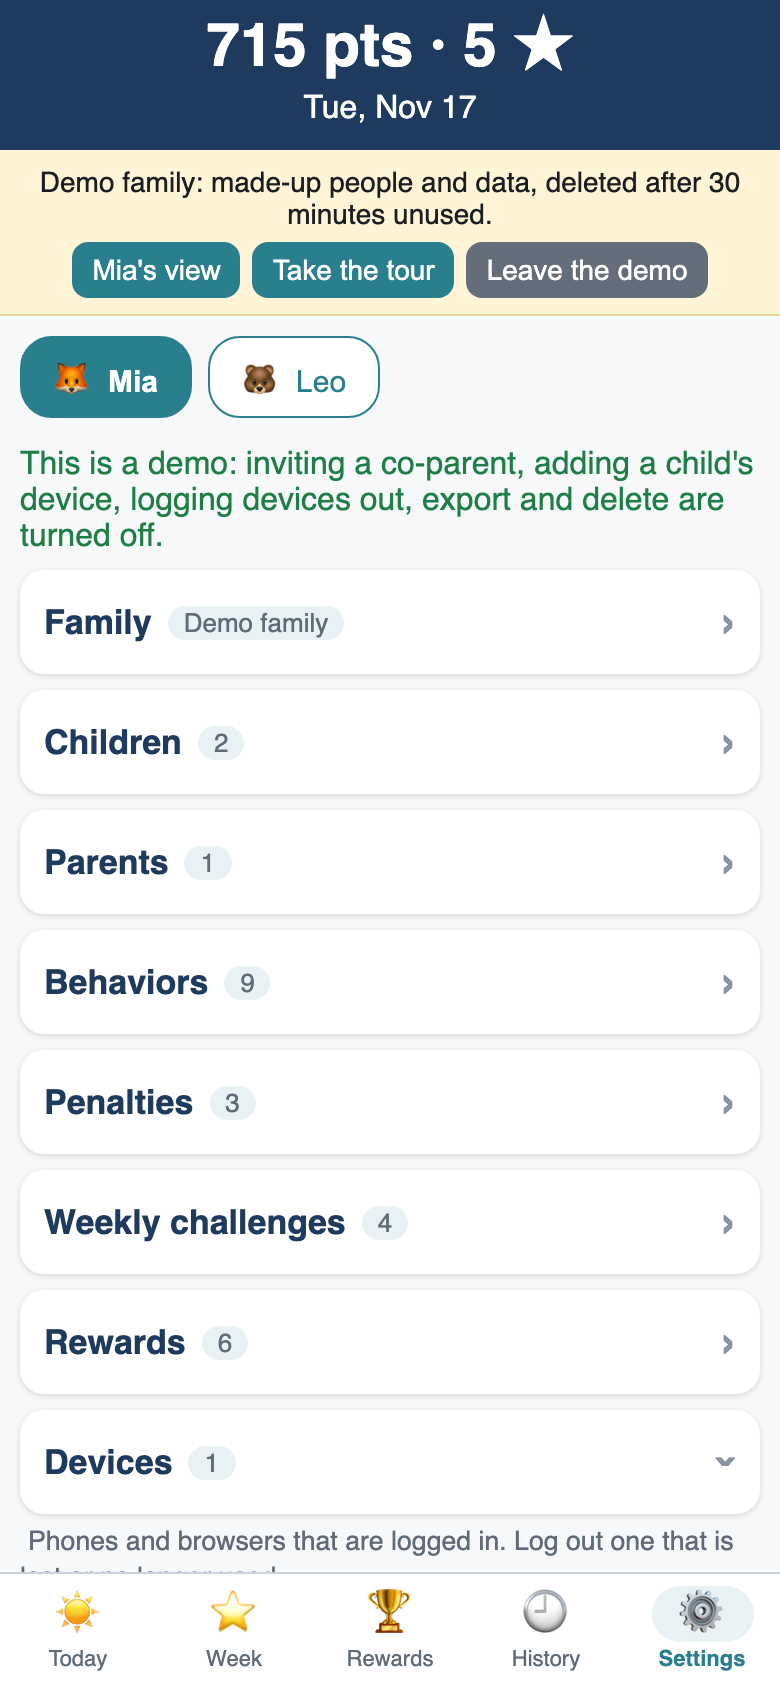 715 pts · 5 ★
Tue, Nov 17
Demo family: made-up people and data, deleted after 30
minutes unused.
Mia's view
Take the tour
Leave the demo
Mia
Leo
This is a demo: inviting a co-parent, adding a child's
device, logging devices out, export and delete are
turned off.
Family Demo family
Children 2
Parents 1
Behaviors 9
Penalties 3
Weekly challenges 4
Rewards 6
Devices 1
Phones and browsers that are logged in. Log out one that is
Today
Week
Rewards
History
Settings